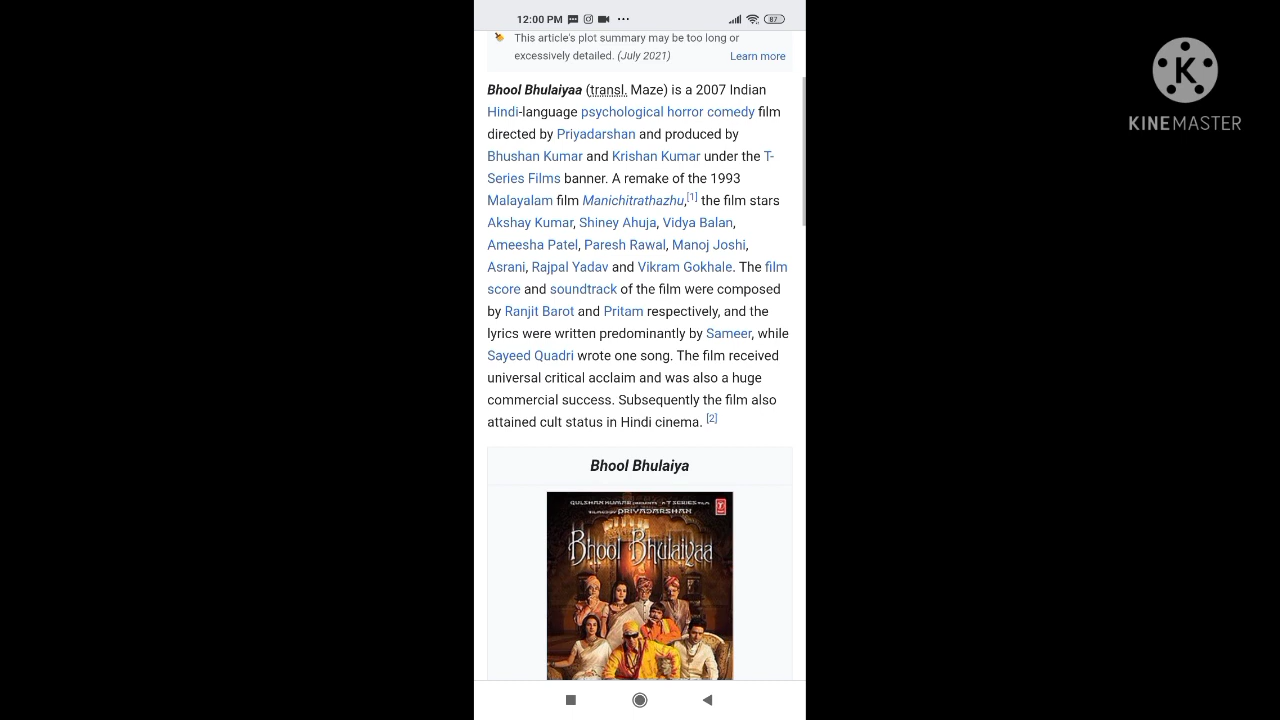 12:00 PM
87
This article's plot summary may be too long or
excessively detailed. (July 2021)
Learn more
Bhool Bhulaiyaa (transl. Maze) is a 2007 Indian
Hindi-language psychological horror comedy film
directed by Priyadarshan and produced by
Bhushan Kumar and Krishan Kumar under the T-
Series Films banner. A remake of the 1993
Malayalam film Manichitrathazhu,[1] the film stars
Akshay Kumar, Shiney Ahuja, Vidya Balan,
Ameesha Patel, Paresh Rawal, Manoj Joshi,
Asrani, Rajpal Yadav and Vikram Gokhale. The film
score and soundtrack of the film were composed
by Ranjit Barot and Pritam respectively, and the
lyrics were written predominantly by Sameer, while
Sayeed Quadri wrote one song. The film received
universal critical acclaim and was also a huge
commercial success. Subsequently the film also
attained cult status in Hindi cinema. [2]
Bhool Bhulaiya
GULSHAN KUMAR PRESENTS A T SERIES FILM
PRIYADARSHAN
Bhool Bhulaiyaa
K
KINEMASTER